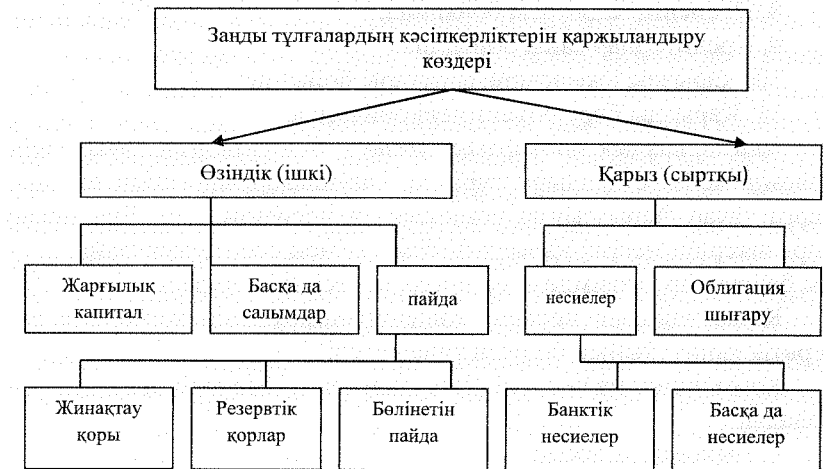 Заңды тұлғалардың кәсіпкерліктерін қаржыландыру
көздері
Өзіндік (ішкі)
Қарыз (сыртқы)
Жарғылық
капитал
Басқа да
салымдар
пайда
несиелер
Облигация
шығару
Жинақтау
қоры
Резервтік
қорлар
Бөлінетін
пайда
Банктік
несиелер
Басқа да
несиелер